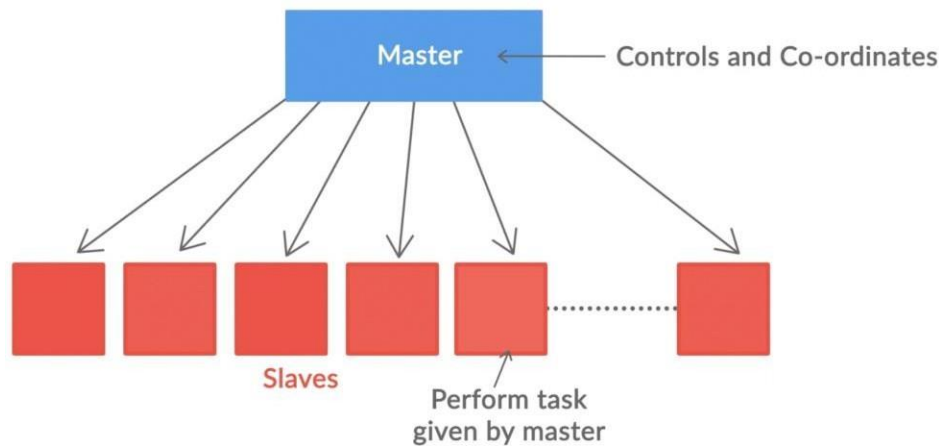 Master
Controls and Co-ordinates
Slaves
Perform task
given by master